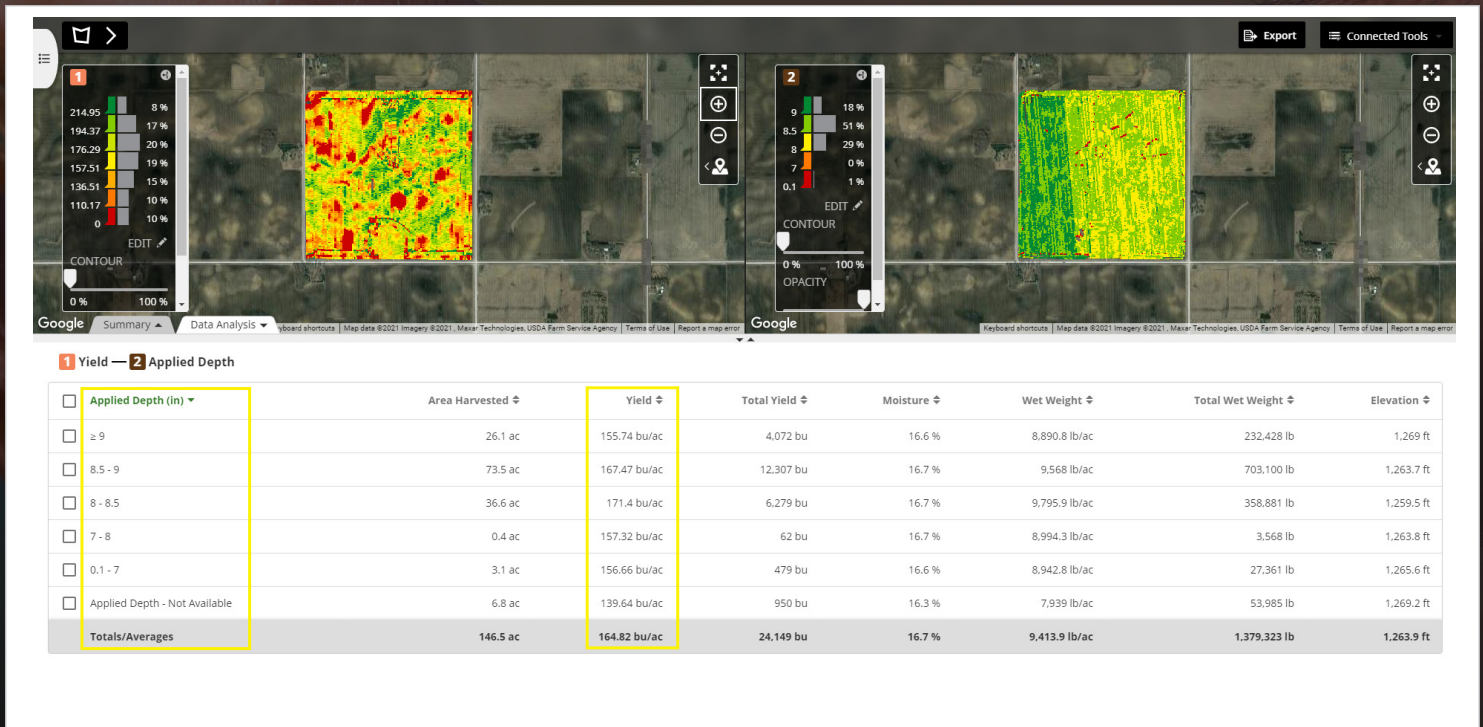 Export
Connected Tools
1
214.95 8 %
194.37 17 %
176.29 20 %
157.51 19 %
136.51 15 %
110.17 10 %
0 10 %
EDIT
CONTOUR
0 % 100 %
2
9 18 %
8.5 51 %
8 29 %
7 0 %
0.1 1 %
EDIT
CONTOUR
0 % 100 %
OPACITY
Google
Summary
Data Analysis
yboard shortcuts Map data ©2021 Imagery ©2021 , Maxar Technologies, USDA Farm Service Agency Terms of Use Report a map error
Google
Keyboard shortcuts Map data ©2021 Imagery ©2021 , Maxar Technologies, USDA Farm Service Agency Terms of Use Report a map error
1 Yield — 2 Applied Depth
Applied Depth (in) Area Harvested Yield Total Yield Moisture Wet Weight Total Wet Weight Elevation
≥ 9 26.1 ac 155.74 bu/ac 4,072 bu 16.6 % 8,890.8 lb/ac 232,428 lb 1,269 ft
8.5 - 9 73.5 ac 167.47 bu/ac 12,307 bu 16.7 % 9,568 lb/ac 703,100 lb 1,263.7 ft
8 - 8.5 36.6 ac 171.4 bu/ac 6,279 bu 16.7 % 9,795.9 lb/ac 358,881 lb 1,259.5 ft
7 - 8 0.4 ac 157.32 bu/ac 62 bu 16.7 % 8,994.3 lb/ac 3,568 lb 1,263.8 ft
0.1 - 7 3.1 ac 156.66 bu/ac 479 bu 16.6 % 8,942.8 lb/ac 27,361 lb 1,265.6 ft
Applied Depth - Not Available 6.8 ac 139.64 bu/ac 950 bu 16.3 % 7,939 lb/ac 53,985 lb 1,269.2 ft
Totals/Averages 146.5 ac 164.82 bu/ac 24,149 bu 16.7 % 9,413.9 lb/ac 1,379,323 lb 1,263.9 ft